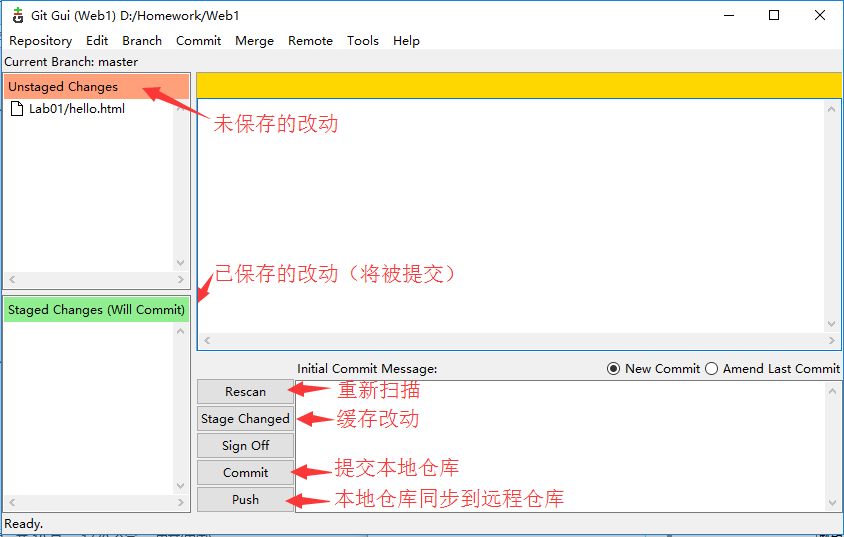 Git Gui (Web1) D:/Homework/Web1
Repository Edit Branch Commit Merge Remote Tools Help
Current Branch: master
Unstaged Changes
Lab01/hello.html
未保存的改动
已保存的改动（将被提交）
Staged Changes (Will Commit)
Initial Commit Message:
New Commit
Amend Last Commit
Rescan
重新扫描
Stage Changed
缓存改动
Sign Off
Commit
提交本地仓库
Push
本地仓库同步到远程仓库
Ready.